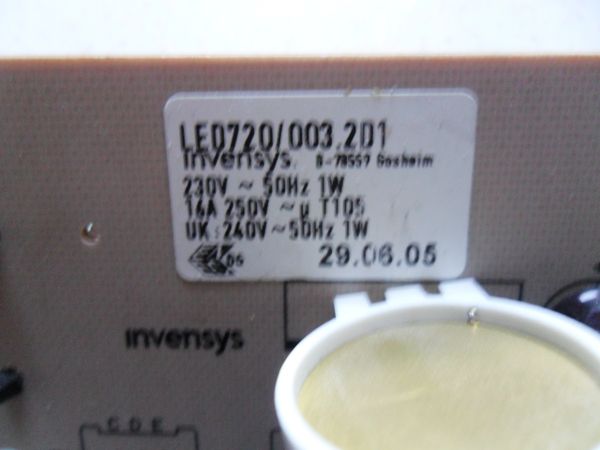 LED720/003.2D1
invensys. D-78559 Gosheim
230V ~ 50Hz 1W
16A 250V ~ µ T105
UK: 240V ~ 50Hz 1W
DS 29.06.05
invensys
C D E